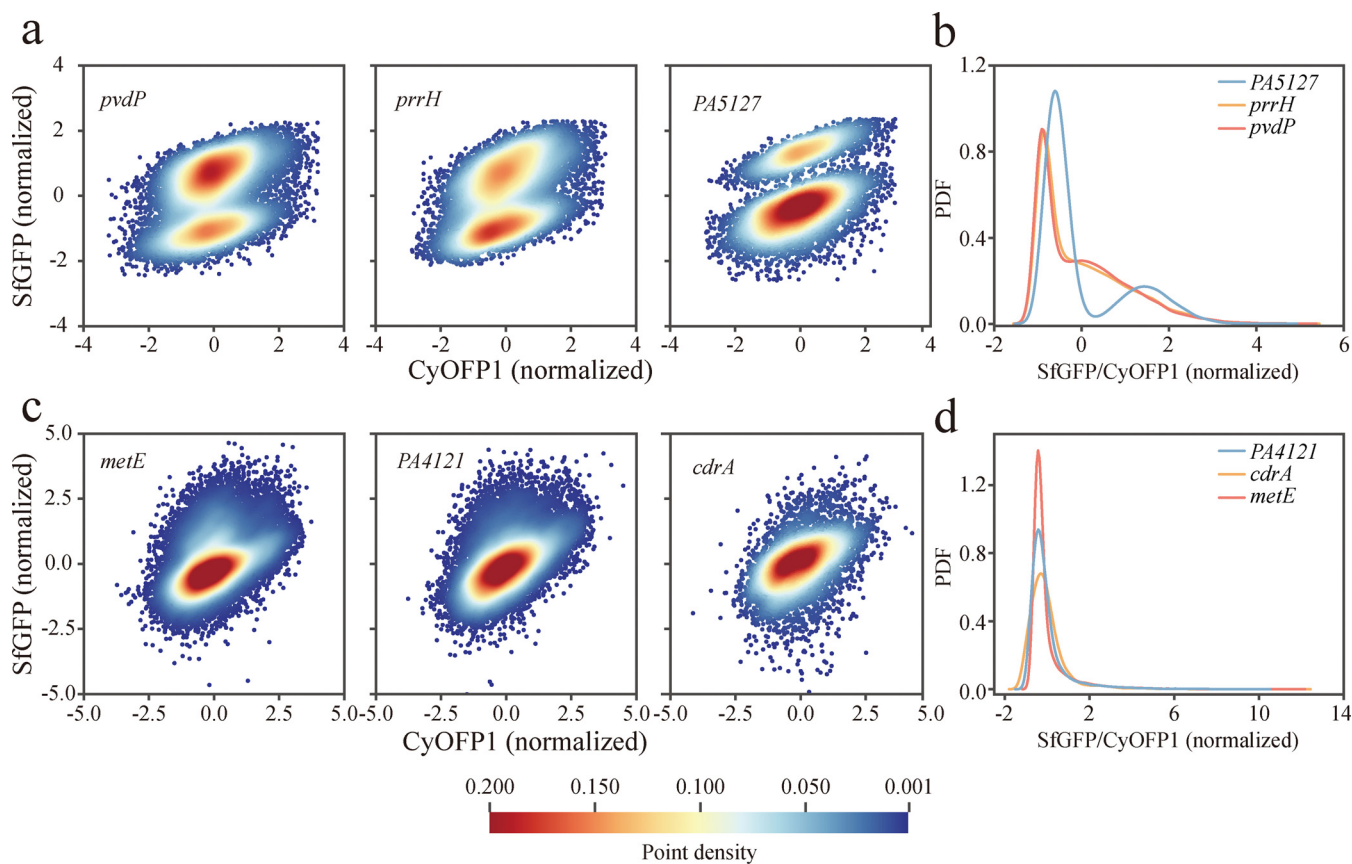 a
b
4
2
0
-2
-4
SfGFP (normalized)
pvdP
prrH
PA5127
-4 -2 0 2 4
-4 -2 0 2 4
-4 -2 0 2 4
CyOFP1 (normalized)
1.2
0.8
0.4
0.0
PDF
PA5127
prrH
pvdP
-2 0 2 4 6
SfGFP/CyOFP1 (normalized)
c
d
5.0
2.5
0.0
-2.5
-5.0
SfGFP (normalized)
metE
PA4121
cdrA
-5.0 -2.5 0.0 2.5 5.0
-5.0 -2.5 0.0 2.5
-5.0 -2.5 0.0 2.5 5.0
CyOFP1 (normalized)
1.2
0.8
0.4
0.0
PDF
PA4121
cdrA
metE
-2 2 6 10 14
SfGFP/CyOFP1 (normalized)
0.200 0.150 0.100 0.050 0.001
Point density